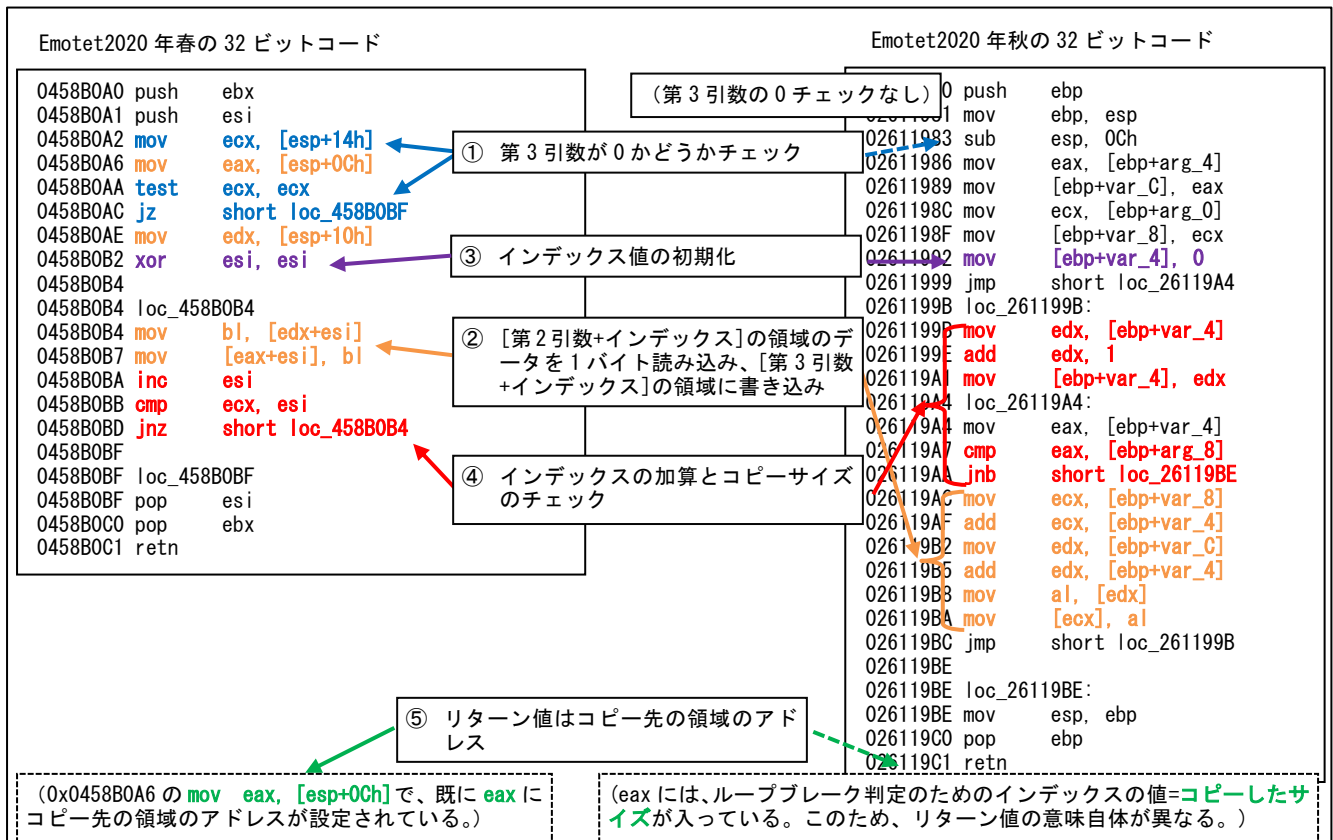 Emotet2020 年春の 32 ビットコード
0458B0A0 push ebx
0458B0A1 push esi
0458B0A2 mov ecx, [esp+14h]
0458B0A6 mov eax, [esp+0Ch]
0458B0AA test ecx, ecx
0458B0AC jz short loc_458B0BF
0458B0AE mov edx, [esp+10h]
0458B0B2 xor esi, esi
0458B0B4
0458B0B4 loc_458B0B4
0458B0B4 mov bl, [edx+esi]
0458B0B7 mov [eax+esi], bl
0458B0BA inc esi
0458B0BB cmp ecx, esi
0458B0BD jnz short loc_458B0B4
0458B0BF
0458B0BF loc_458B0BF
0458B0BF pop esi
0458B0C0 pop ebx
0458B0C1 retn
(第 3 引数の 0 チェックなし)
① 第 3 引数が 0 かどうかチェック
③ インデックス値の初期化
② [第 2 引数+インデックス]の領域のデ
ータを 1 バイト読み込み、[第 3 引数
+インデックス]の領域に書き込み
④ インデックスの加算とコピーサイズ
のチェック
⑤ リターン値はコピー先の領域のアド
レス
Emotet2020 年秋の 32 ビットコード
0 push ebp
1 mov ebp, esp
02611983 sub esp, 0Ch
02611986 mov eax, [ebp+arg_4]
02611989 mov [ebp+var_C], eax
0261198C mov ecx, [ebp+arg_0]
0261198F mov [ebp+var_8], ecx
02611992 mov [ebp+var_4], 0
02611999 jmp short loc_26119A4
0261199B loc_261199B:
0261199B mov edx, [ebp+var_4]
0261199E add edx, 1
026119A1 mov [ebp+var_4], edx
026119A4 loc_26119A4:
026119A4 mov eax, [ebp+var_4]
026119A7 cmp eax, [ebp+arg_8]
026119AA jnb short loc_26119BE
026119AC mov ecx, [ebp+var_8]
026119AF add ecx, [ebp+var_4]
026119B2 mov edx, [ebp+var_C]
026119B5 add edx, [ebp+var_4]
026119B8 mov al, [edx]
026119BA mov [ecx], al
026119BC jmp short loc_261199B
026119BE
026119BE loc_26119BE:
026119BE mov esp, ebp
026119C0 pop ebp
026119C1 retn
(0x0458B0A6 の mov eax, [esp+0Ch]で、既に eax に
コピー先の領域のアドレスが設定されている。)
(eax には、ループブレーク判定のためのインデックスの値=コピーしたサ
イズが入っている。このため、リターン値の意味自体が異なる。)